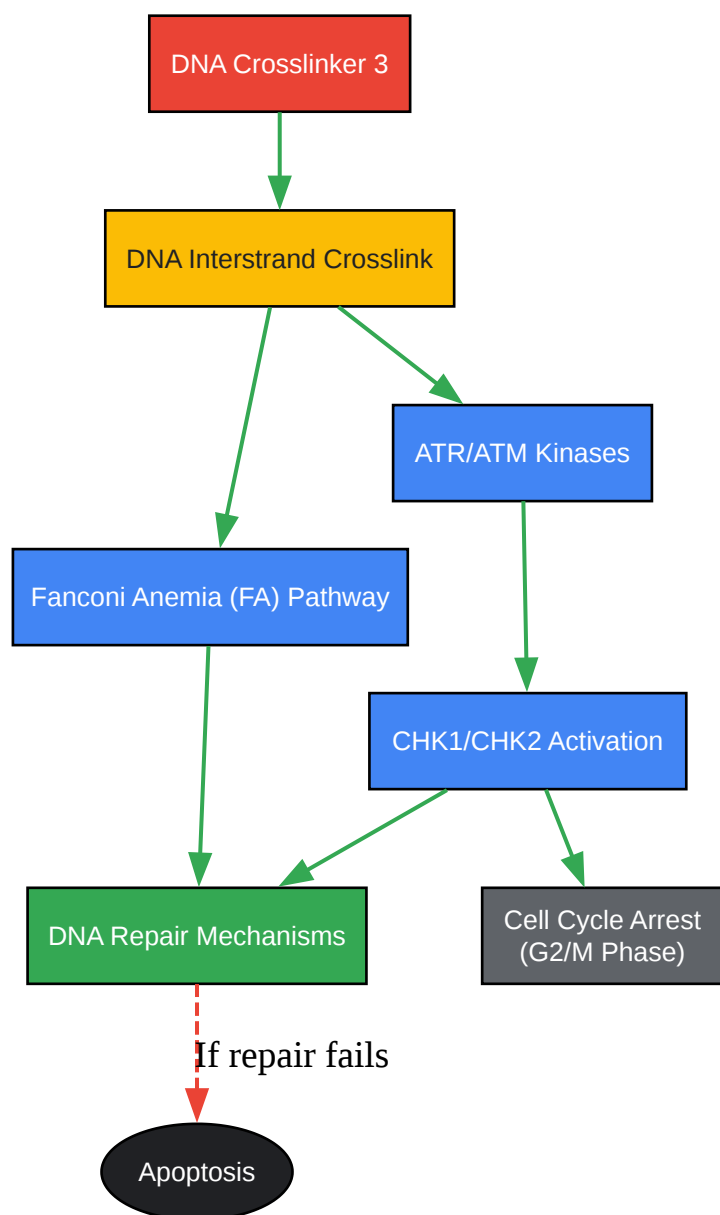 DNA Crosslinker 3
DNA Interstrand Crosslink
ATR/ATM Kinases
Fanconi Anemia (FA) Pathway
CHK1/CHK2 Activation
DNA Repair Mechanisms
Cell Cycle Arrest
(G2/M Phase)
If repair fails
Apoptosis